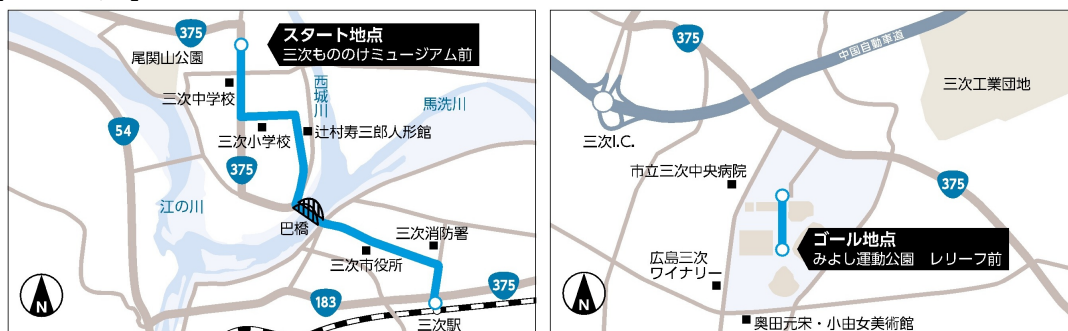 375
スタート地点
三次もののけミュージアム前
尾関山公園
三次中学校
西城川
馬洗川
54
三次小学校
辻村寿三郎人形館
375
江の川
巴橋
三次消防署
三次市役所
N
183
375
三次駅
375
中国自動車道
三次工業団地
三次I.C.
市立三次中央病院
375
ゴール地点
みよし運動公園 レリーフ前
広島三次
ワイナリー
N
奥田元宋・小由女美術館